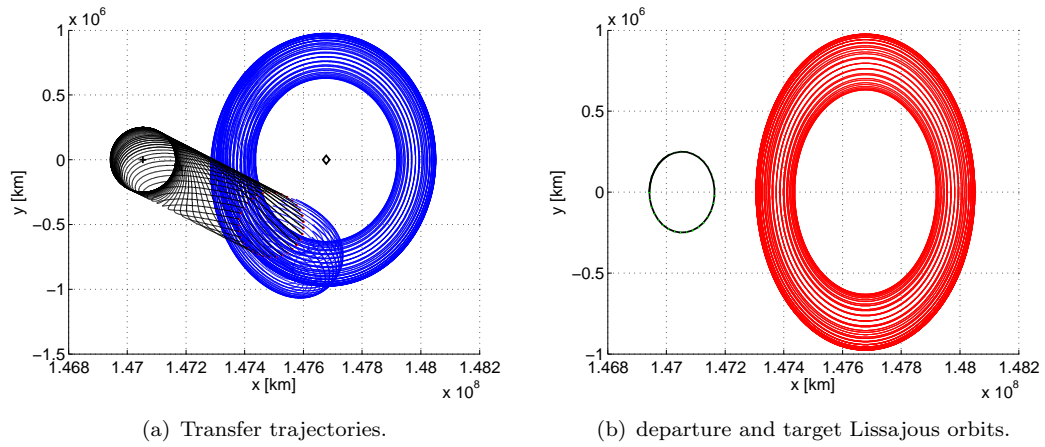 x 10^6
1
0.5
0
−0.5
−1
−1.5
y [km]
1.468 1.47 1.472 1.474 1.476 1.478 1.48 1.482
x [km]
x 10^8
(a) Transfer trajectories.
x 10^6
1
0.5
0
−0.5
−1
y [km]
1.468 1.47 1.472 1.474 1.476 1.478 1.48 1.482
x [km]
x 10^8
(b) departure and target Lissajous orbits.